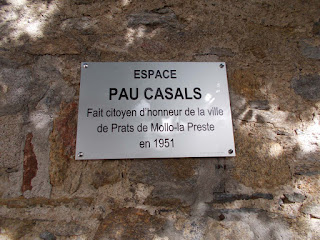 ESPACE
PAU CASALS
Fait citoyen d'honneur de la ville
de Prats de Mollo-la Preste
en 1951